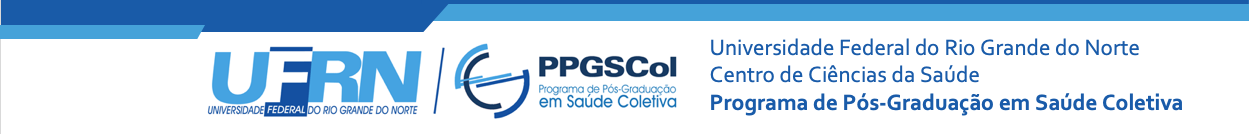 UFRN
UNIVERSIDADE FEDERAL DO RIO GRANDE DO NORTE
PPGSCol
Programa de Pós-Graduação
em Saúde Coletiva
Universidade Federal do Rio Grande do Norte
Centro de Ciências da Saúde
Programa de Pós-Graduação em Saúde Coletiva